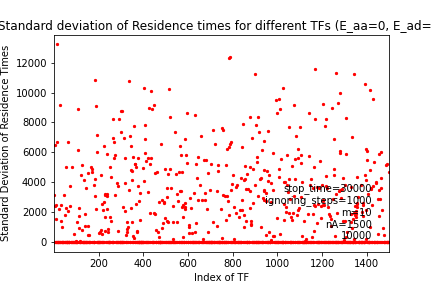 Standard deviation of Residence times for different TFs (E_aa=0, E_ad=
Standard Deviation of Residence Times
12000
10000
8000
6000
4000
2000
0
stop_time=20000
ignoring_steps=1000
m=10
nA=1500
10000
200
400
600
800
1000
1200
1400
Index of TF